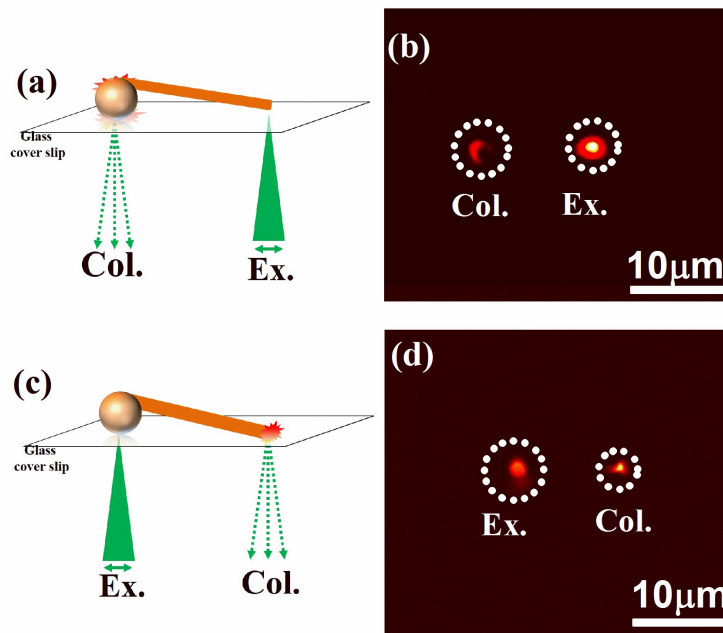 (a)
Glass
cover slip
Col.
Ex.
(b)
Col.
Ex.
10μm
(c)
Glass
cover slip
Ex.
Col.
(d)
Ex.
Col.
10μm